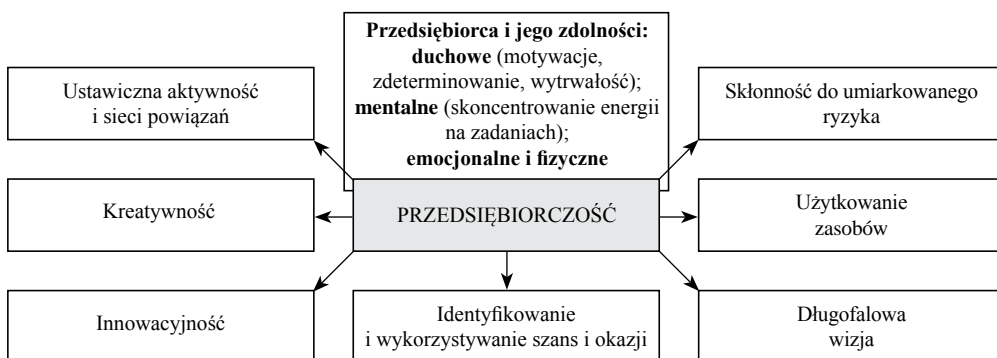 Przedsiębiorca i jego zdolności:
duchowe (motywacje,
zdeterminowanie, wytrwałość);
mentalne (skoncentrowanie energii
na zadaniach);
emocjonalne i fizyczne
Ustawiczna aktywność
i sieci powiązań
Skłonność do umiarkowanego
ryzyka
Kreatywność
PRZEDSIĘBIORCZOŚĆ
Użytkowanie
zasobów
Innowacyjność
Identyfikowanie
i wykorzystywanie szans i okazji
Długofalowa
wizja